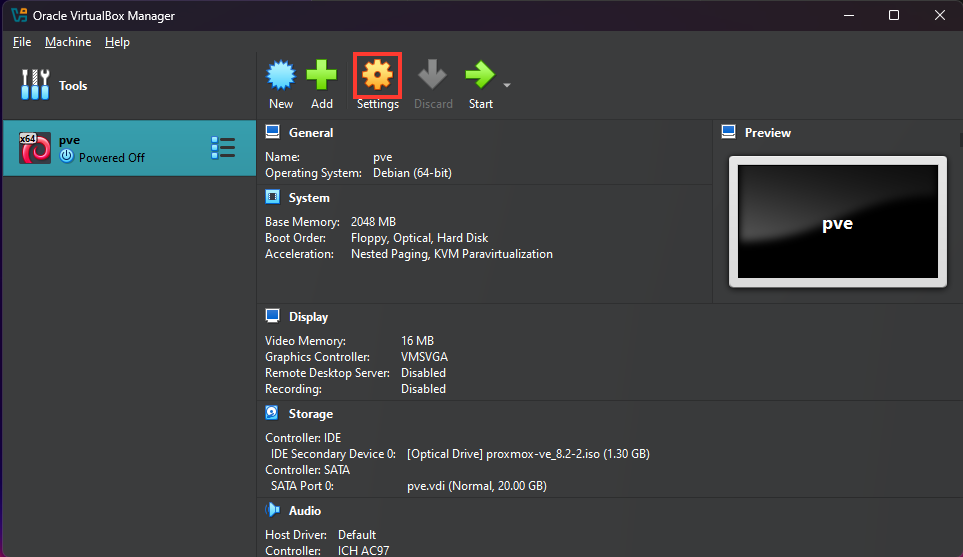 Oracle VirtualBox Manager
File Machine Help
Tools
New Add Settings Discard Start
x64
pve
Powered Off
General
Name: pve
Operating System: Debian (64-bit)
Preview
pve
System
Base Memory: 2048 MB
Boot Order: Floppy, Optical, Hard Disk
Acceleration: Nested Paging, KVM Paravirtualization
Display
Video Memory: 16 MB
Graphics Controller: VMSVGA
Remote Desktop Server: Disabled
Recording: Disabled
Storage
Controller: IDE
IDE Secondary Device 0: [Optical Drive] proxmox-ve_8.2-2.iso (1.30 GB)
Controller: SATA
SATA Port 0: pve.vdi (Normal, 20.00 GB)
Audio
Host Driver: Default
Controller: ICH AC97